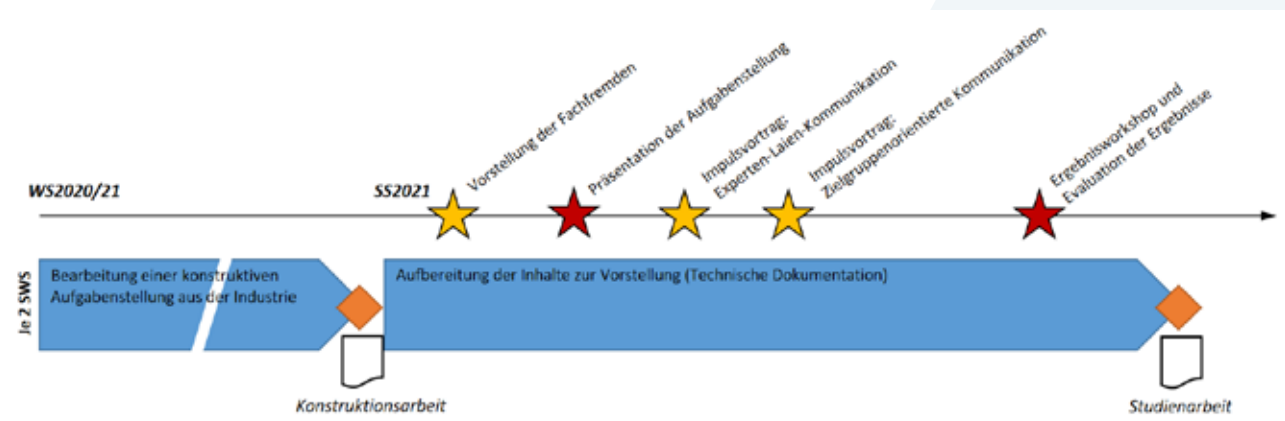 Vorstellung der Fachfremden
Präsentation der Aufgabenstellung
Impulsvortrag:
Experten-Laien-Kommunikation
Impulsvortrag:
Zielgruppenorientierte Kommunikation
Ergebnisworkshop und
Evaluation der Ergebnisse
WS2020/21
SS2021
Je 2 SWS
Bearbeitung einer konstruktiven
Aufgabenstellung aus der Industrie
Aufbereitung der Inhalte zur Vorstellung (Technische Dokumentation)
Konstruktionsarbeit
Studienarbeit